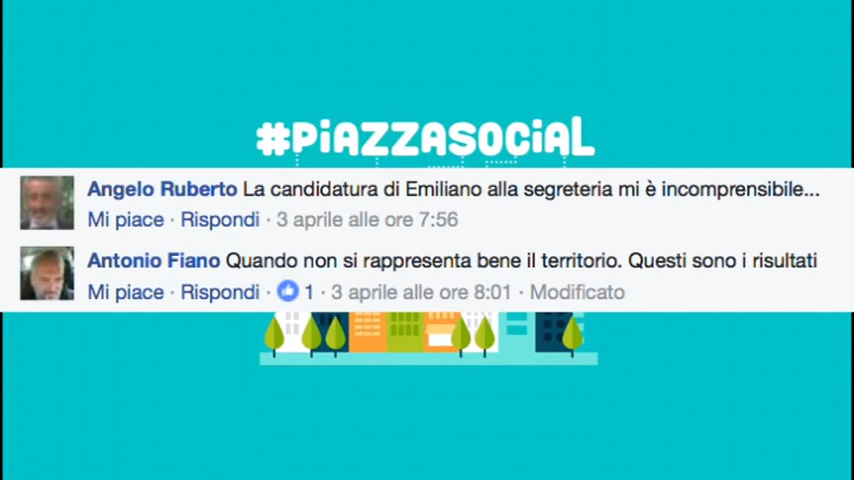 #PiAZZASOCiAL
Angelo Ruberto La candidatura di Emiliano alla segreteria mi è incomprensibile...
Mi piace · Rispondi · 3 aprile alle ore 7:56
Antonio Fiano Quando non si rappresenta bene il territorio. Questi sono i risultati
Mi piace · Rispondi · 1 · 3 aprile alle ore 8:01 · Modificato